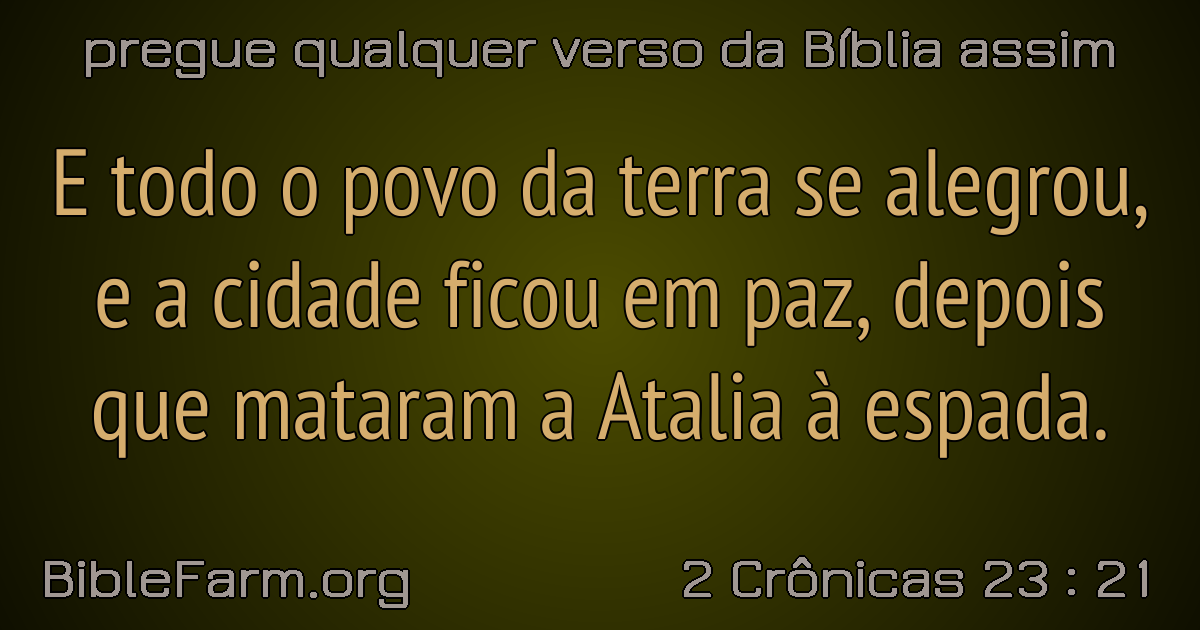 pregue qualquer verso da Bíblia assim
E todo o povo da terra se alegrou,
e a cidade ficou em paz, depois
que mataram a Atalia à espada.
BibleFarm.org
2 Crônicas 23 : 21